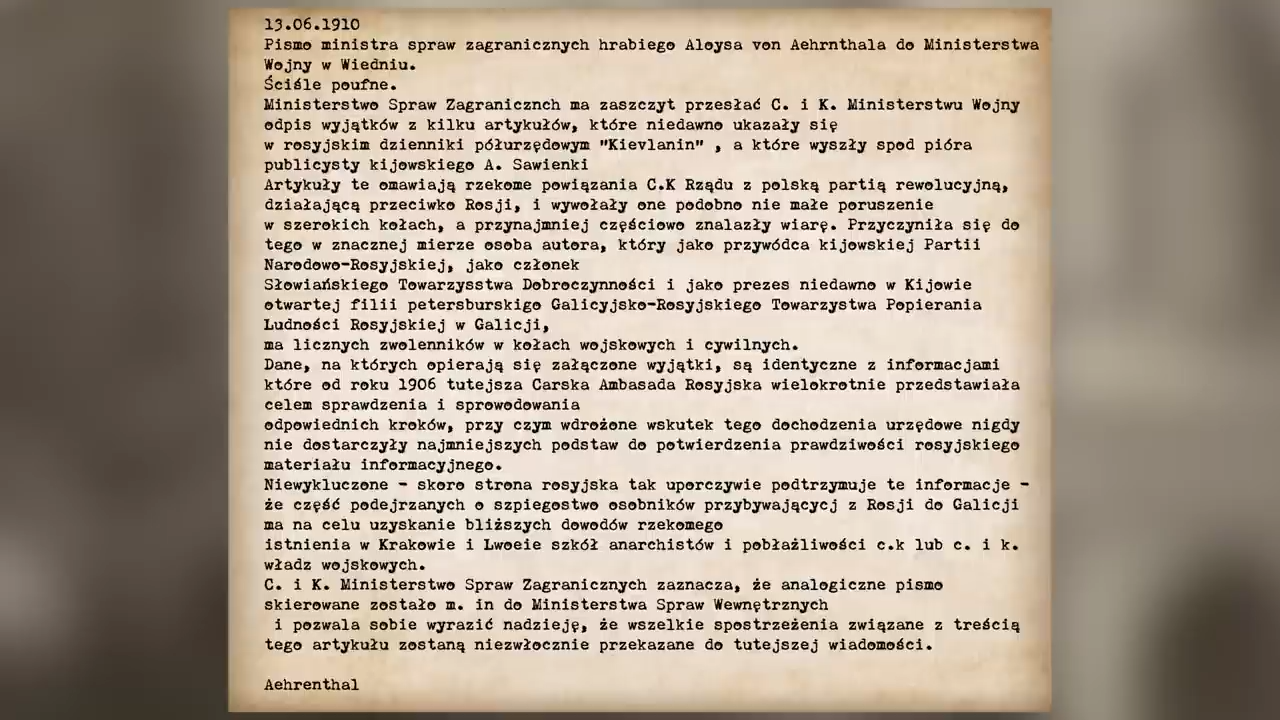 13.06.1910
Pismo ministra spraw zagranicznych hrabiego Aloysa von Aehrnthala do Ministerstwa
Wojny w Wiedniu.
Ściśle poufne.
Ministerstwo Spraw Zagranicznch ma zaszczyt przesłać C. i K. Ministerstwu Wojny
odpis wyjątków z kilku artykułów, które niedawno ukazały się
w rosyjskim dzienniki półurzędowym "Kievlanin" , a które wyszły spod pióra
publicysty kijowskiego A. Sawienki
Artykuły te omawiają rzekome powiązania C.K Rządu z polską partią rewolucyjną,
działającą przeciwko Rosji, i wywołały one podobno nie małe poruszenie
w szerokich kołach, a przynajmniej częściowo znalazły wiarę. Przyczyniła się do
tego w znacznej mierze osoba autora, który jako przywódca kijowskiej Partii
Narodowo-Rosyjskiej, jako członek
Słowiańskiego Towarzysstwa Dobroczynności i jako prezes niedawno w Kijowie
otwartej filii petersburskigo Galicyjsko-Rosyjskiego Towarzystwa Popierania
Ludności Rosyjskiej w Galicji,
ma licznych zwolenników w kołach wojskowych i cywilnych.
Dane, na których opierają się załączone wyjątki, są identyczne z informacjami
które od roku 1906 tutejsza Carska Ambasada Rosyjska wielokrotnie przedstawiała
celem sprawdzenia i sprowodowania
odpowiednich kroków, przy czym wdrożone wskutek tego dochodzenia urzędowe nigdy
nie dostarczyły najmniejszych podstaw do potwierdzenia prawdziwości rosyjskiego
materiału informacyjnego.
Niewykluczone - skoro strona rosyjska tak uporczywie podtrzymuje te informacje -
że część podejrzanych o szpiegostwo osobników przybywającycj z Rosji do Galicji
ma na celu uzyskanie bliższych dowodów rzekomego
istnienia w Krakowie i Lwoeie szkół anarchistów i pobłażliwości c.k lub c. i k.
władz wojskowych.
C. i K. Ministerstwo Spraw Zagranicznych zaznacza, że analogiczne pismo
skierowane zostało m. in do Ministerstwa Spraw Wewnętrznych
i pozwala sobie wyrazić nadzieję, że wszelkie spostrzeżenia związane z treścią
tego artykułu zostaną niezwłocznie przekazane do tutejszej wiadomości.
Aehrenthal